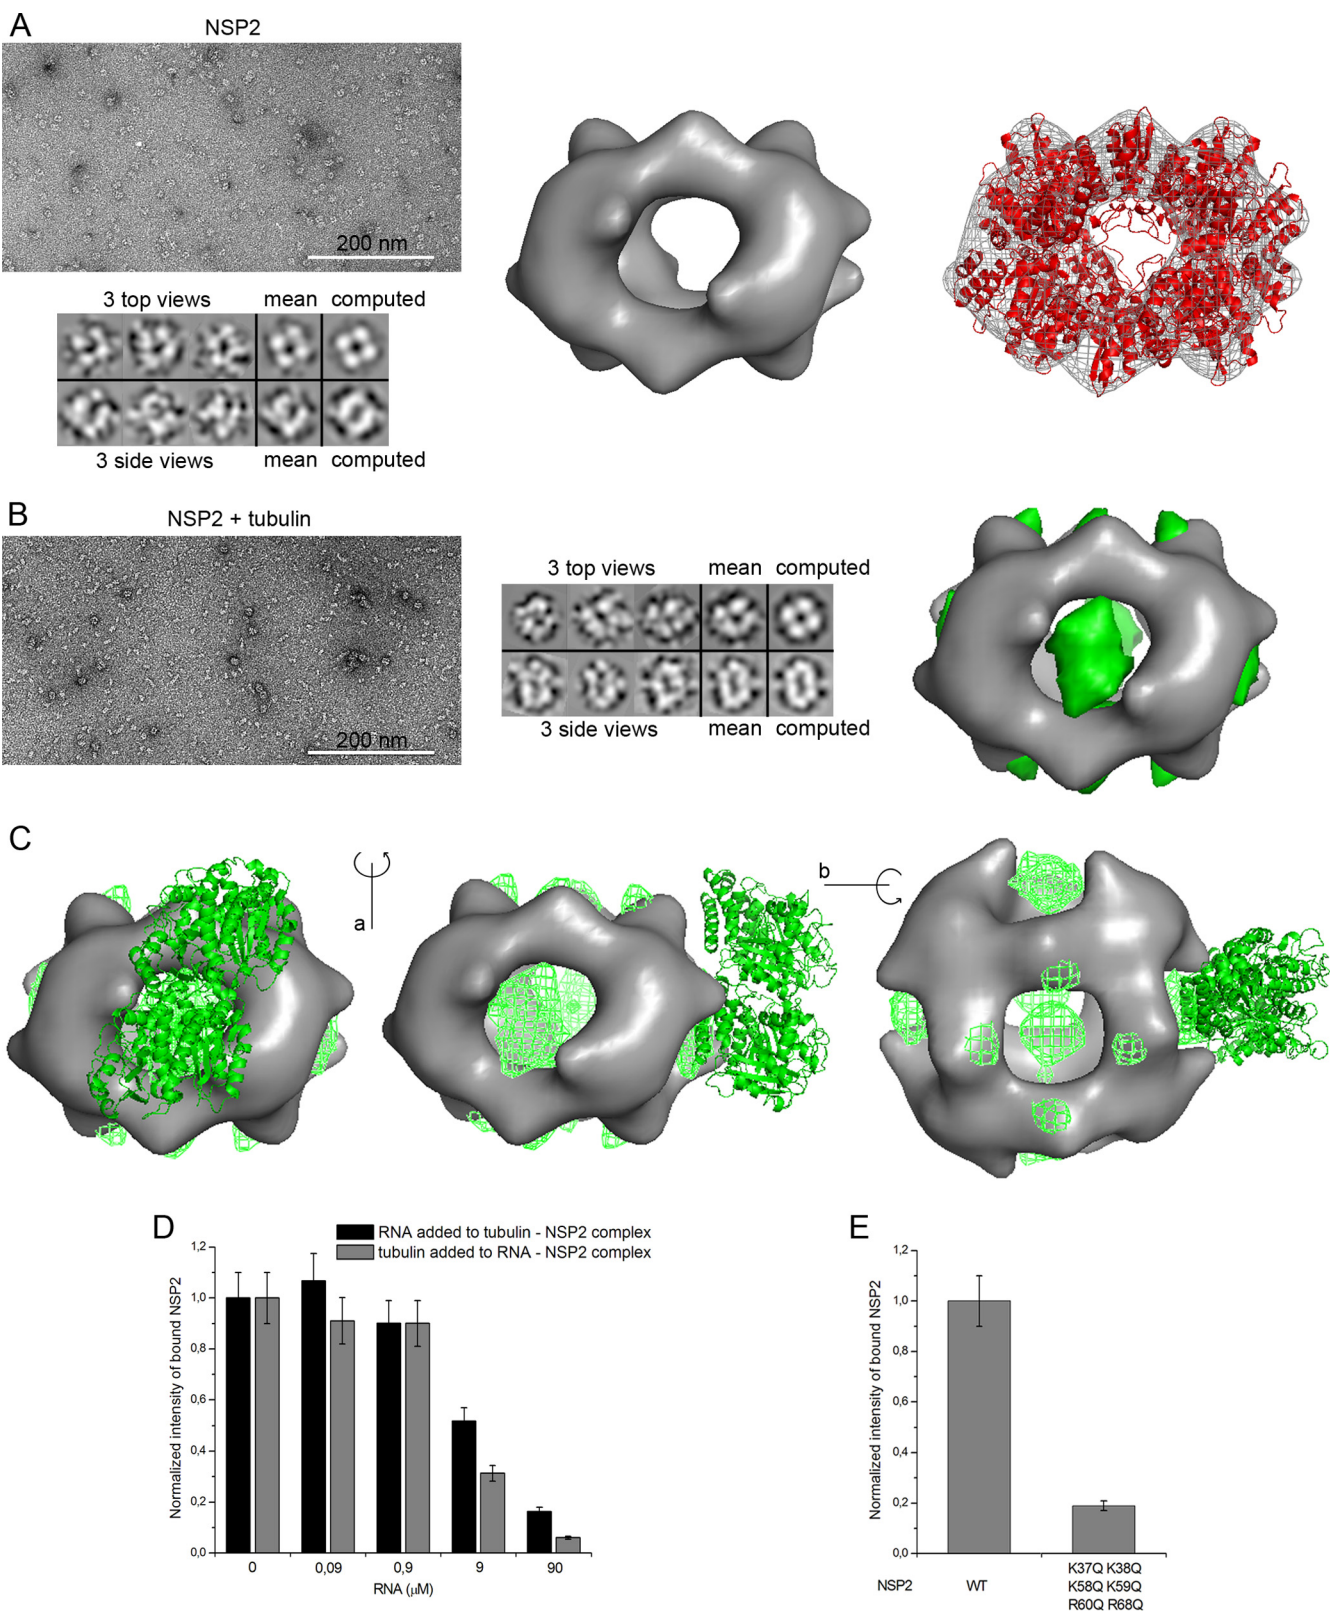 A
NSP2
200 nm
3 top views mean computed
3 side views mean computed
B
NSP2 + tubulin
200 nm
3 top views mean computed
3 side views mean computed
C
a
b
D
RNA added to tubulin - NSP2 complex
tubulin added to RNA - NSP2 complex
Normalized intensity of bound NSP2
1,2
1,0
0,8
0,6
0,4
0,2
0,0
0 0,09 0,9 9 90
RNA (μM)
E
Normalized intensity of bound NSP2
1,2
1,0
0,8
0,6
0,4
0,2
0,0
NSP2 WT
K37Q K38Q
K58Q K59Q
R60Q R68Q